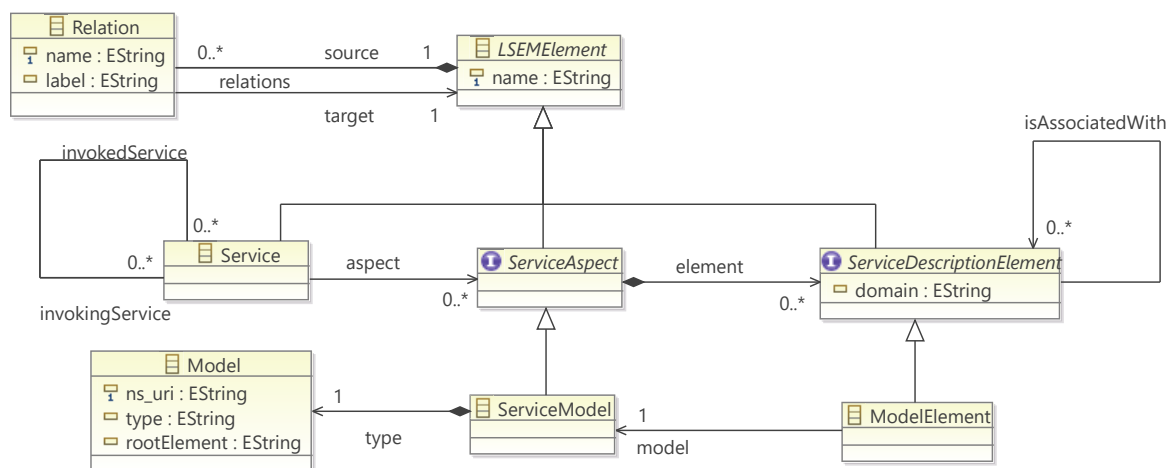 Relation
name : EString
label : EString
0..*
source
1
relations
target
1
LSEMElement
name : EString
isAssociatedWith
0..*
invokedService
0..*
0..*
invokingService
Service
aspect
0..*
ServiceAspect
element
0..*
ServiceDescriptionElement
domain : EString
Model
ns_uri : EString
type : EString
rootElement : EString
1
type
ServiceModel
1
model
ModelElement